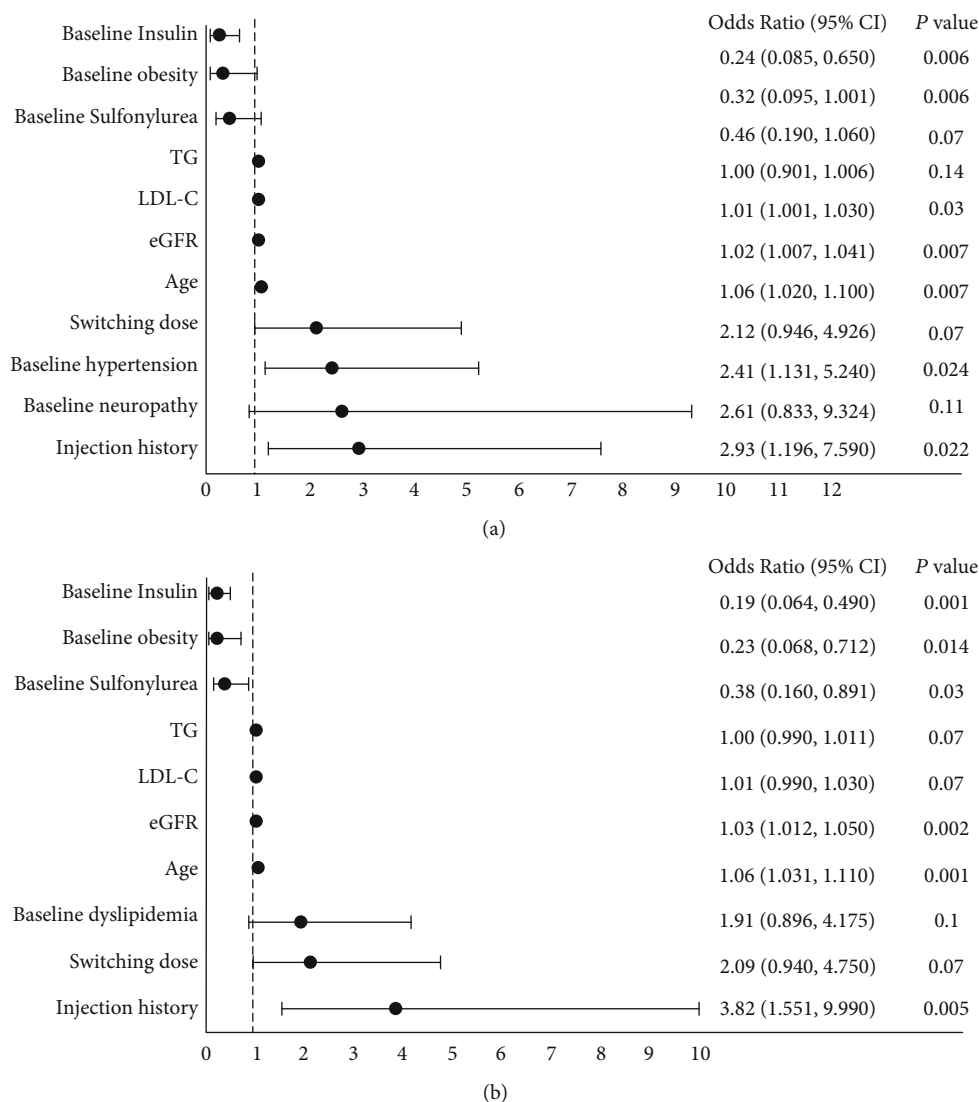 Odds Ratio (95% CI) P value
Baseline Insulin 0.24 (0.085, 0.650) 0.006
Baseline obesity 0.32 (0.095, 1.001) 0.006
Baseline Sulfonylurea 0.46 (0.190, 1.060) 0.07
TG 1.00 (0.901, 1.006) 0.14
LDL-C 1.01 (1.001, 1.030) 0.03
eGFR 1.02 (1.007, 1.041) 0.007
Age 1.06 (1.020, 1.100) 0.007
Switching dose 2.12 (0.946, 4.926) 0.07
Baseline hypertension 2.41 (1.131, 5.240) 0.024
Baseline neuropathy 2.61 (0.833, 9.324) 0.11
Injection history 2.93 (1.196, 7.590) 0.022
0 1 2 3 4 5 6 7 8 9 10 11 12
(a)
Odds Ratio (95% CI) P value
Baseline Insulin 0.19 (0.064, 0.490) 0.001
Baseline obesity 0.23 (0.068, 0.712) 0.014
Baseline Sulfonylurea 0.38 (0.160, 0.891) 0.03
TG 1.00 (0.990, 1.011) 0.07
LDL-C 1.01 (0.990, 1.030) 0.07
eGFR 1.03 (1.012, 1.050) 0.002
Age 1.06 (1.031, 1.110) 0.001
Baseline dyslipidemia 1.91 (0.896, 4.175) 0.1
Switching dose 2.09 (0.940, 4.750) 0.07
Injection history 3.82 (1.551, 9.990) 0.005
0 1 2 3 4 5 6 7 8 9 10
(b)